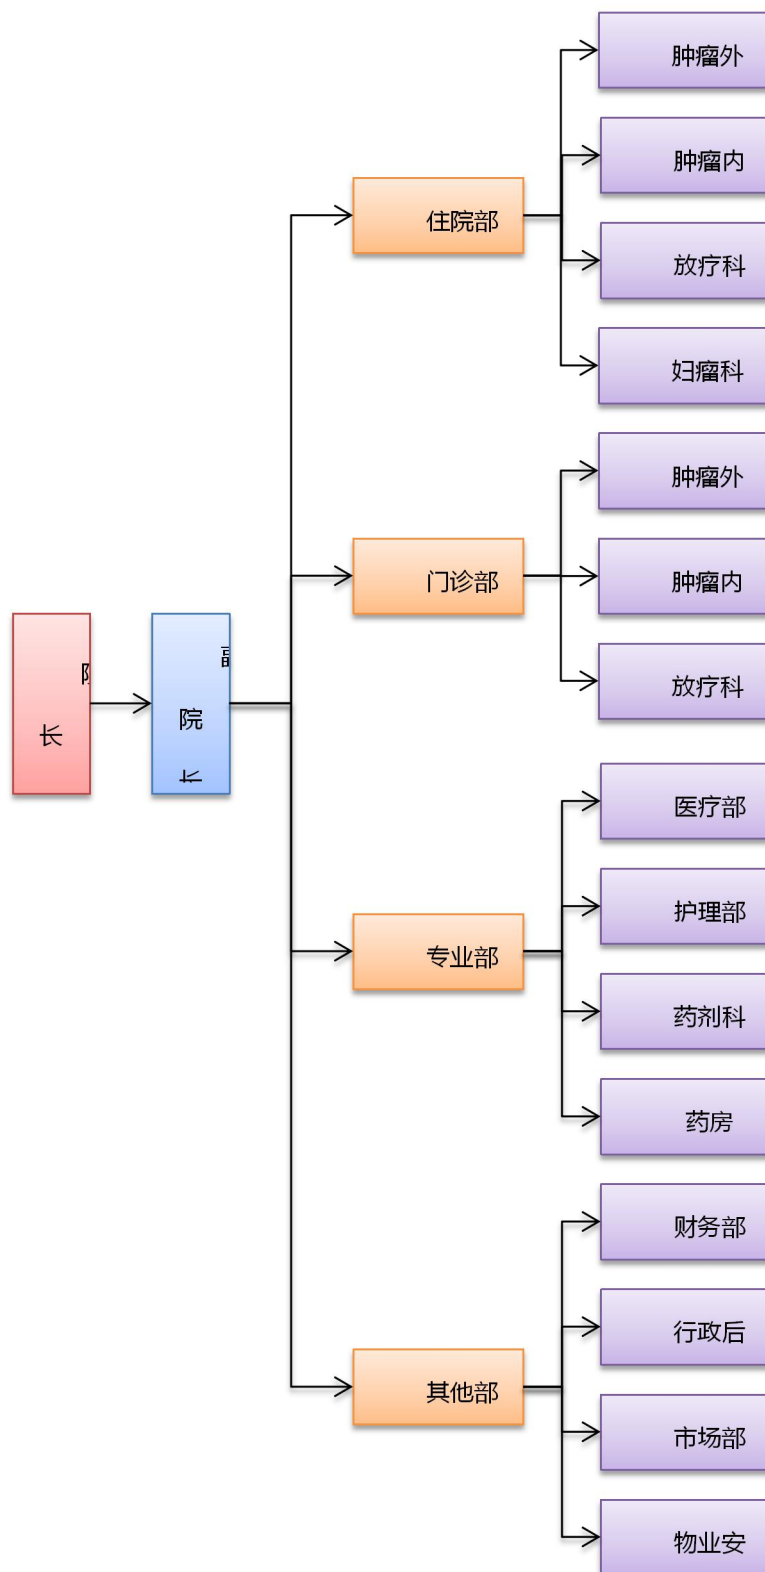 肿瘤外
肿瘤内
住院部
放疗科
妇瘤科
肿瘤外
门诊部
肿瘤内
放疗科
长
院
长
医疗部
护理部
专业部
药剂科
药房
财务部
行政后
其他部
市场部
物业安